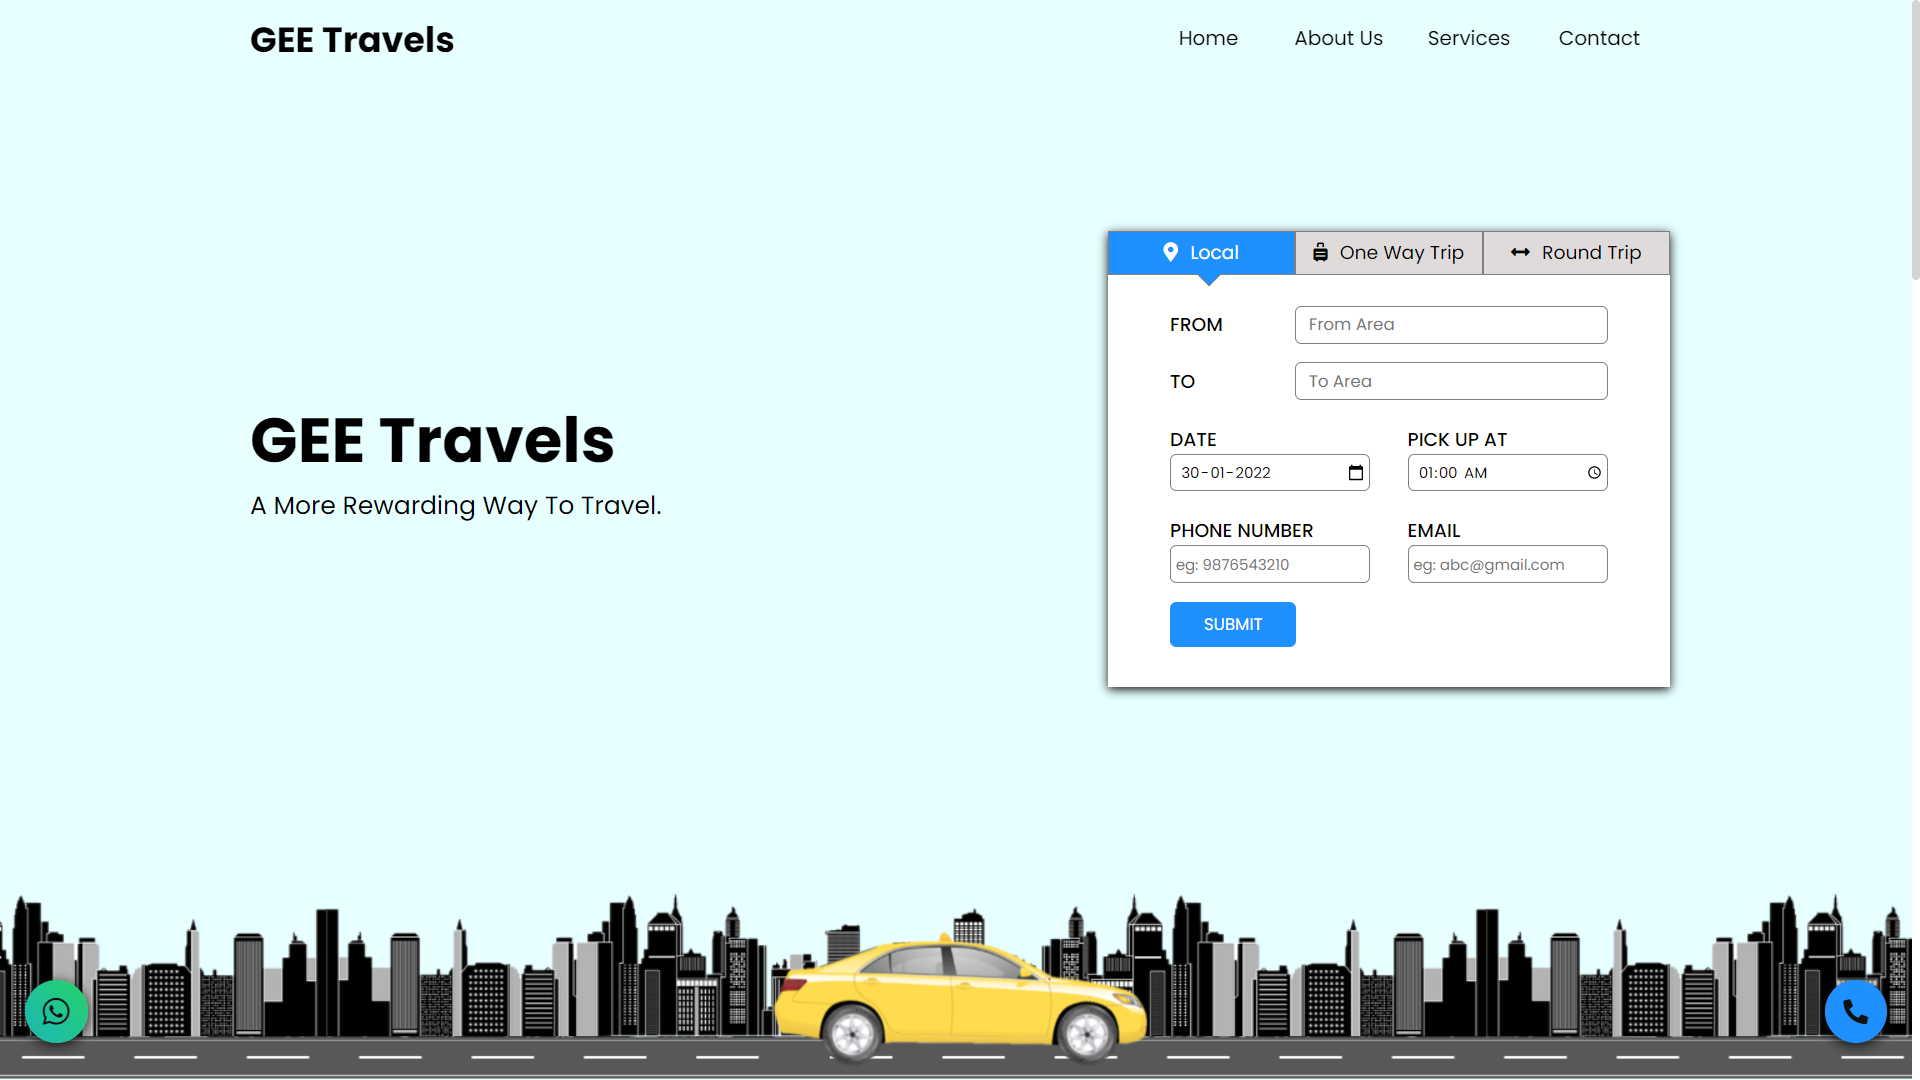 GEE Travels
Home About Us Services Contact
Local One Way Trip Round Trip
FROM From Area
TO To Area
GEE Travels
A More Rewarding Way To Travel.
DATE PICK UP AT
30-01-2022 01:00 AM
PHONE NUMBER EMAIL
eg: 9876543210 eg: abc@gmail.com
SUBMIT